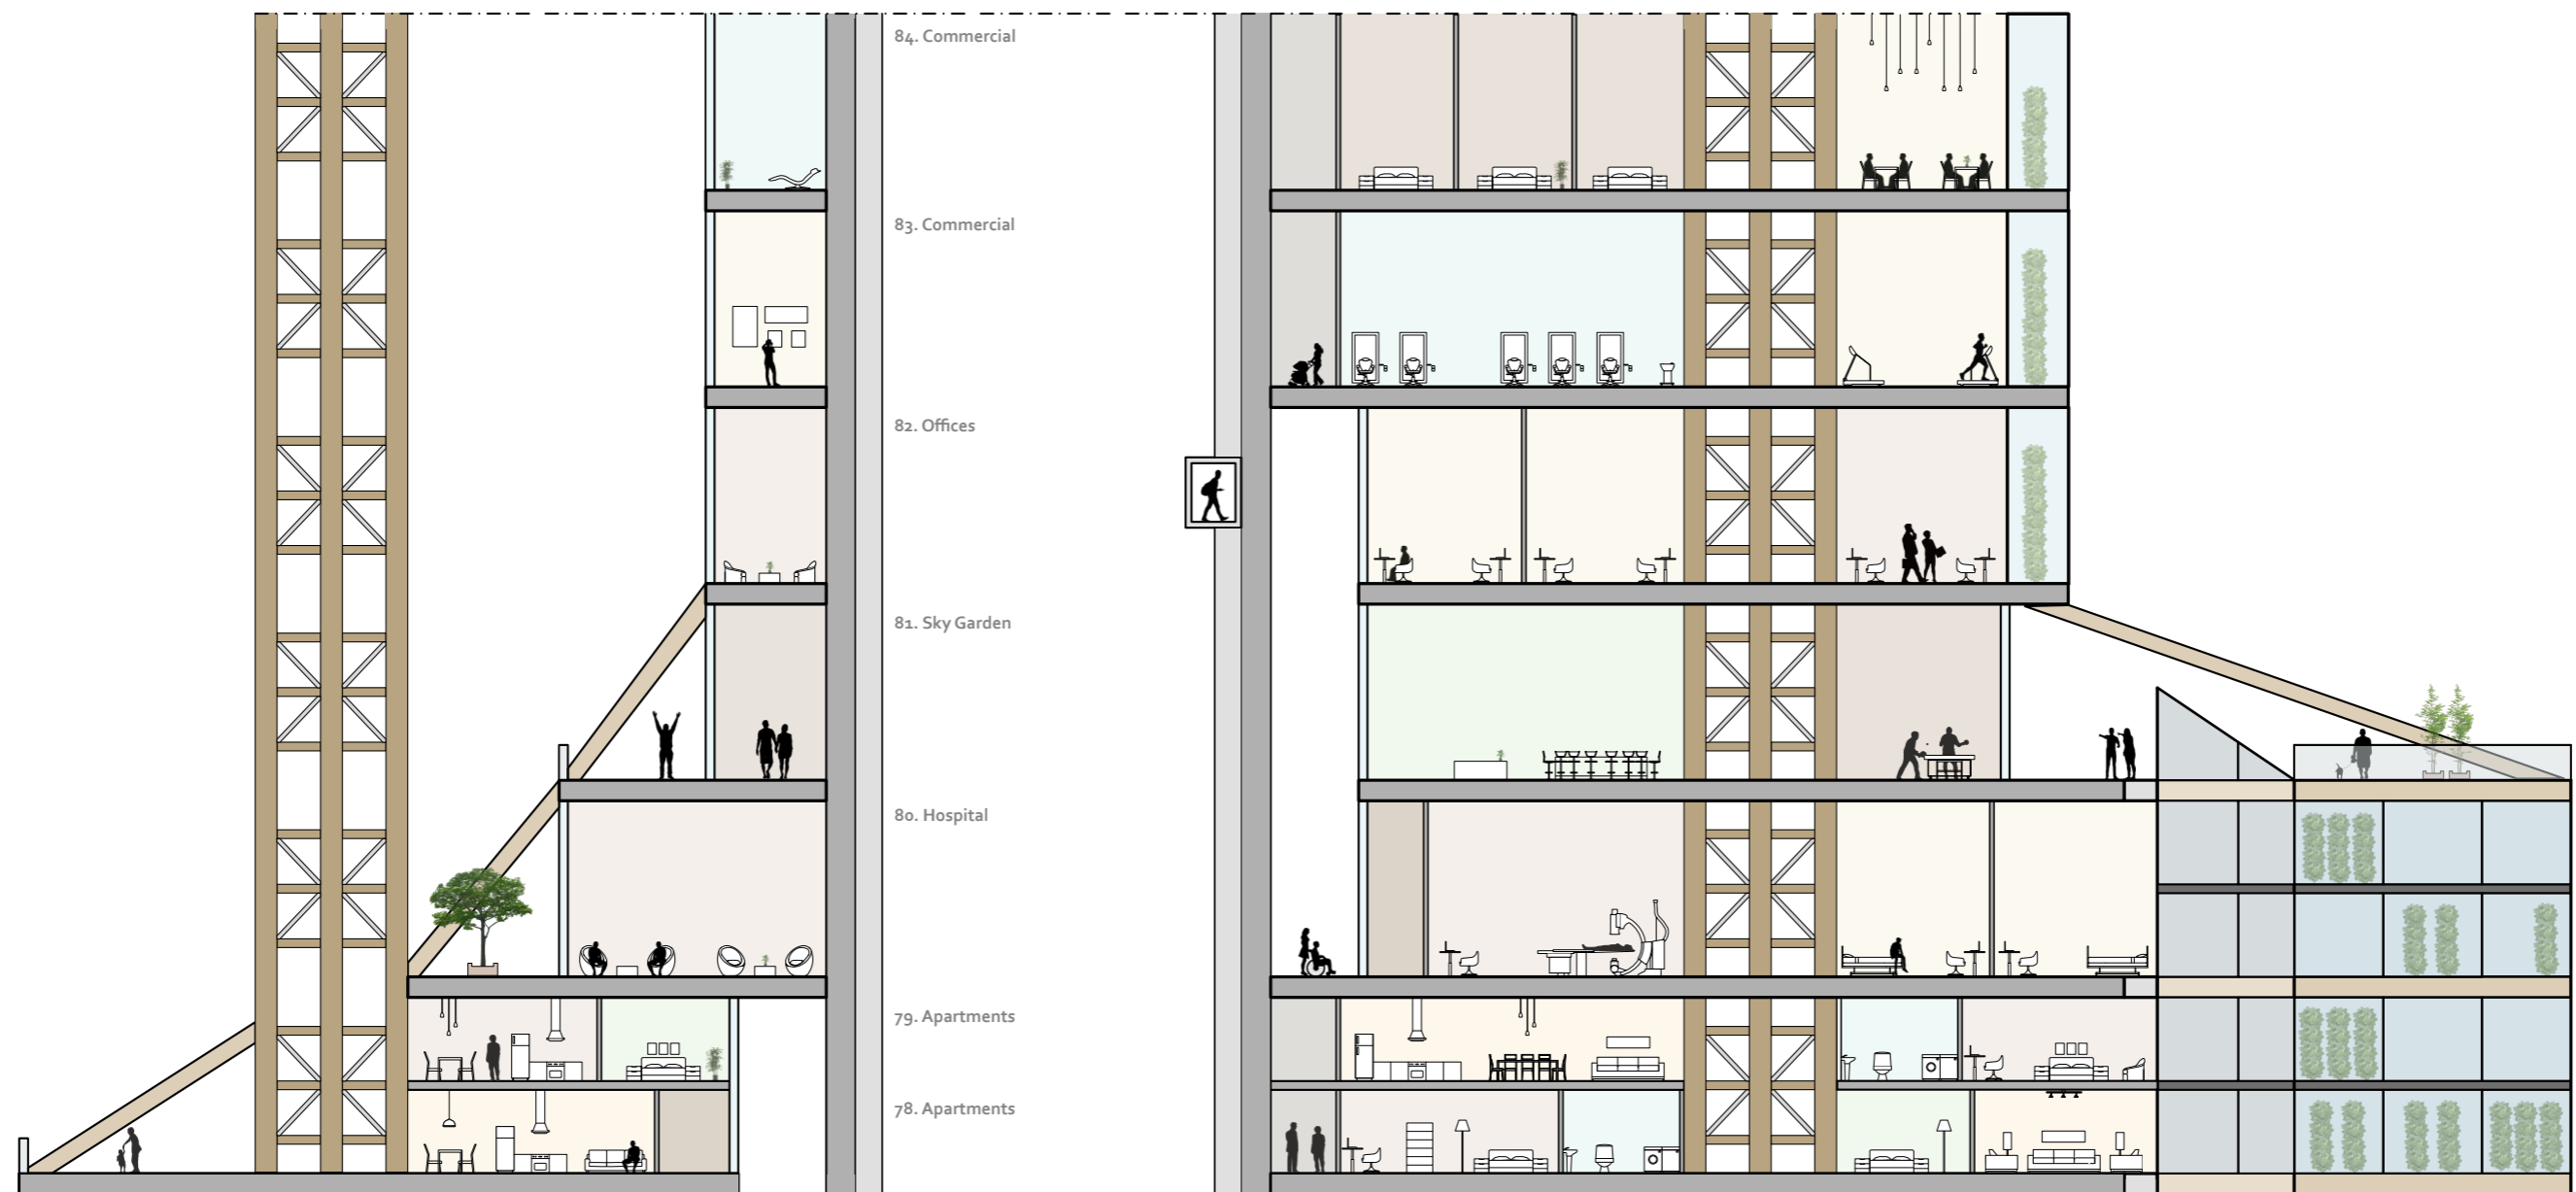 84. Commercial
83. Commercial
82. Offices
81. Sky Garden
80. Hospital
79. Apartments
78. Apartments